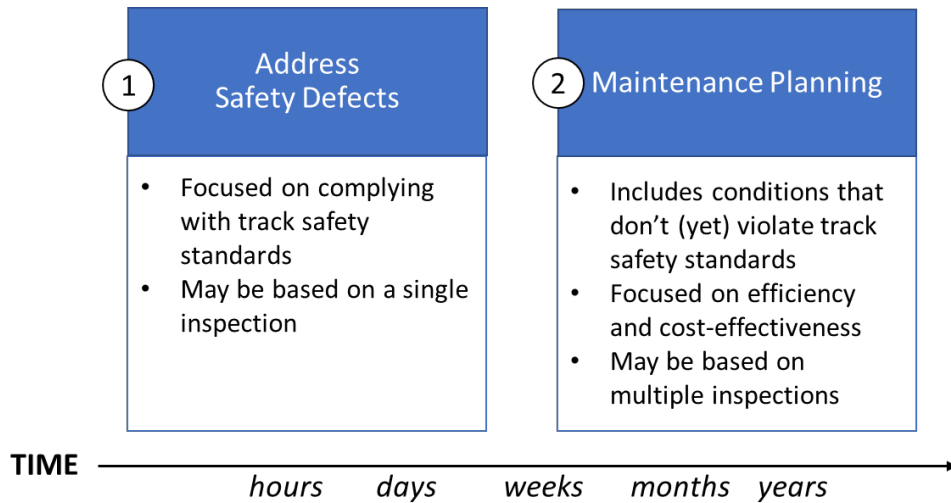 1
Address
Safety Defects
• Focused on complying
with track safety
standards
• May be based on a single
inspection
2
Maintenance Planning
• Includes conditions that
don’t (yet) violate track
safety standards
• Focused on efficiency
and cost-effectiveness
• May be based on
multiple inspections
TIME
hours days weeks months years